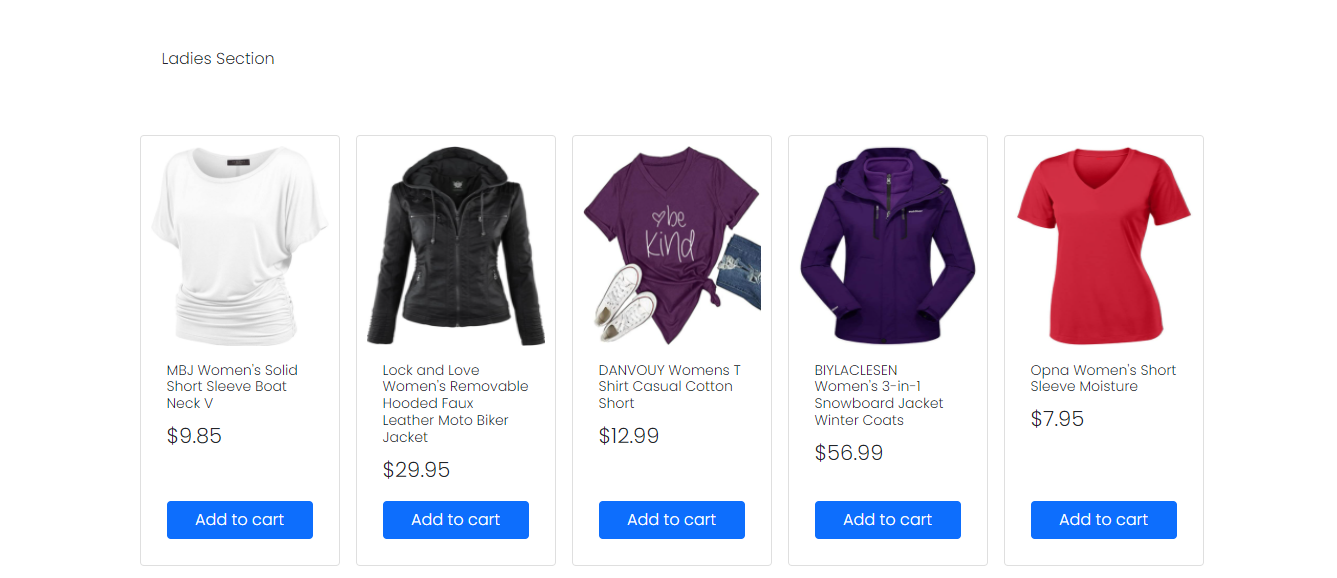 Ladies Section
be
kind
MBJ Women's Solid
Short Sleeve Boat
Neck V
$9.85
Add to cart
Lock and Love
Women's Removable
Hooded Faux
Leather Moto Biker
Jacket
$29.95
Add to cart
DANVOUY Womens T
Shirt Casual Cotton
Short
$12.99
Add to cart
BIYLACLESEN
Women's 3-in-1
Snowboard Jacket
Winter Coats
$56.99
Add to cart
Opna Women's Short
Sleeve Moisture
$7.95
Add to cart